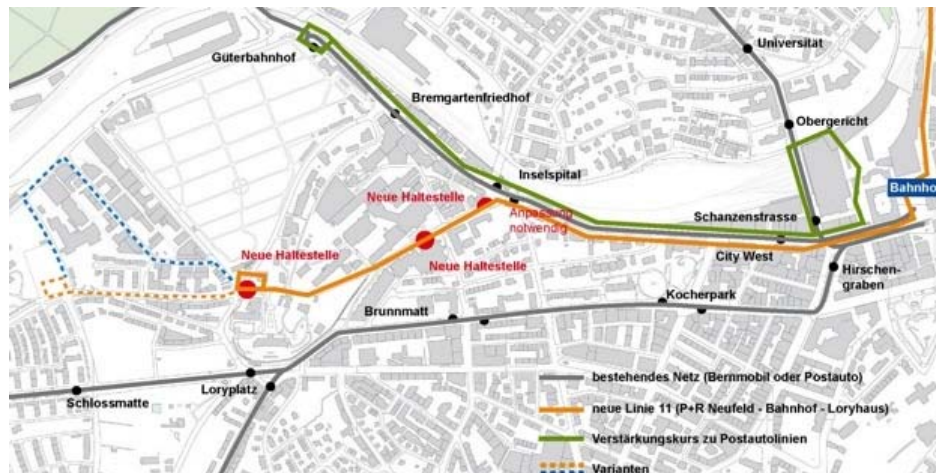 Güterbahnhof
Universität
Bremgartenfriedhof
Obergericht
Inselspital
Neue Haltestelle
Bahnho
Anpassung
notwendig
Schanzenstrasse
Neue Haltestelle
City West
Neue Haltestelle
Hirschen-
graben
Kocherpark
Brunnmatt
Loryplatz
Schlossmatte
bestehendes Netz (Bernmobil oder Postauto)
neue Linie 11 (P+R Neufeld - Bahnhof - Loryhaus)
Verstärkungskurs zu Postautolinien
Varianten